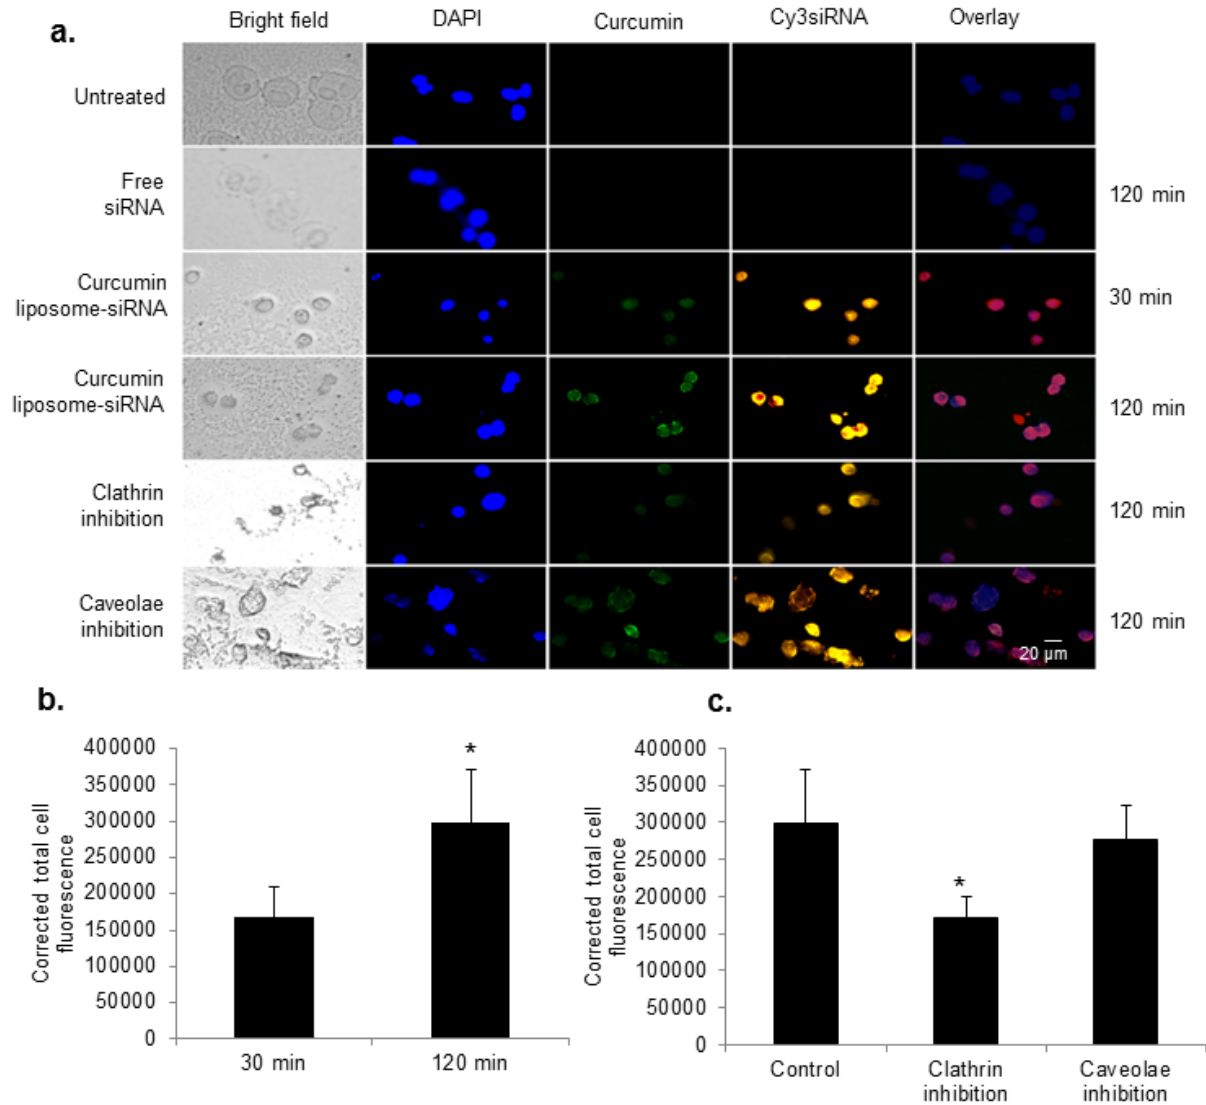 a.
Bright field DAPI Curcumin Cy3siRNA Overlay
Untreated
Free
siRNA
120 min
Curcumin
liposome-siRNA
30 min
Curcumin
liposome-siRNA
120 min
Clathrin
inhibition
120 min
Caveolae
inhibition
120 min
20 µm
b.
Corrected total cell
fluorescence
400000
350000
300000
250000
200000
150000
100000
50000
0
*
30 min 120 min
c.
Corrected total cell
fluorescence
400000
350000
300000
250000
200000
150000
100000
50000
0
*
Control
Clathrin
inhibition
Caveolae
inhibition